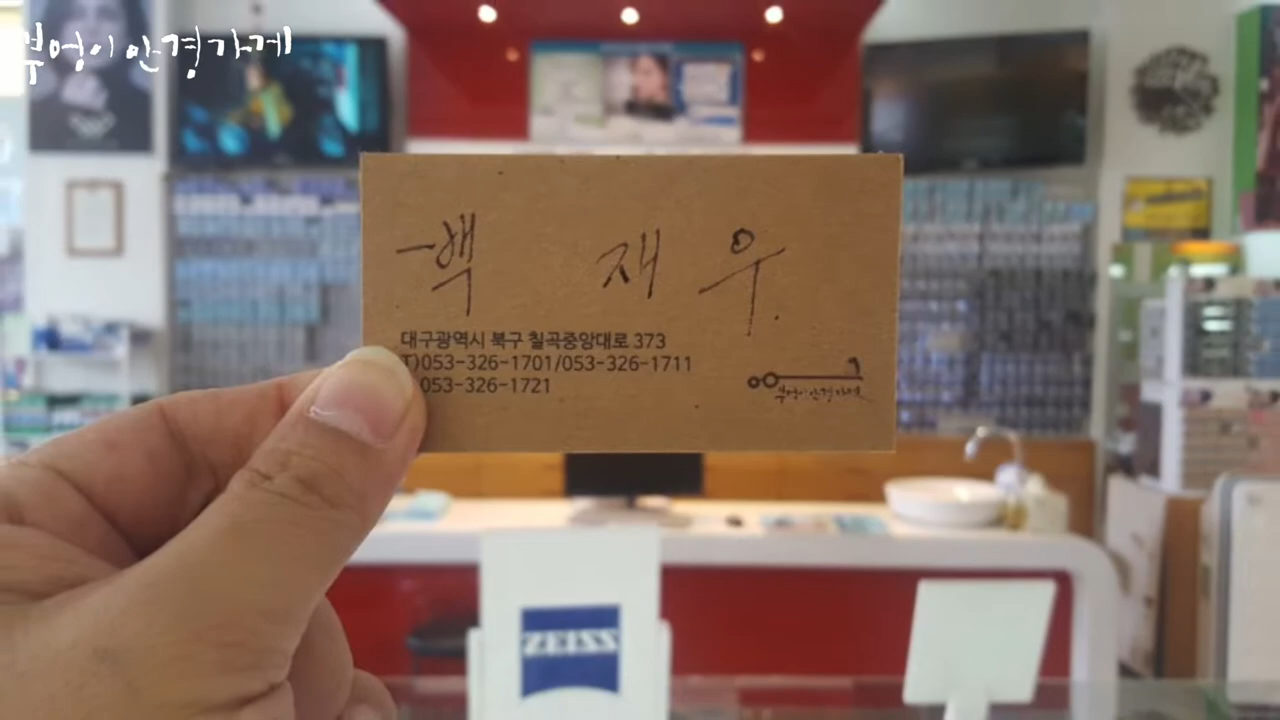 부엉이안경가게
백 재 우.
대구광역시 북구 칠곡중앙대로 373
T)053-326-1701/053-326-1711
053-326-1721
부엉이안경가게
ZEISS